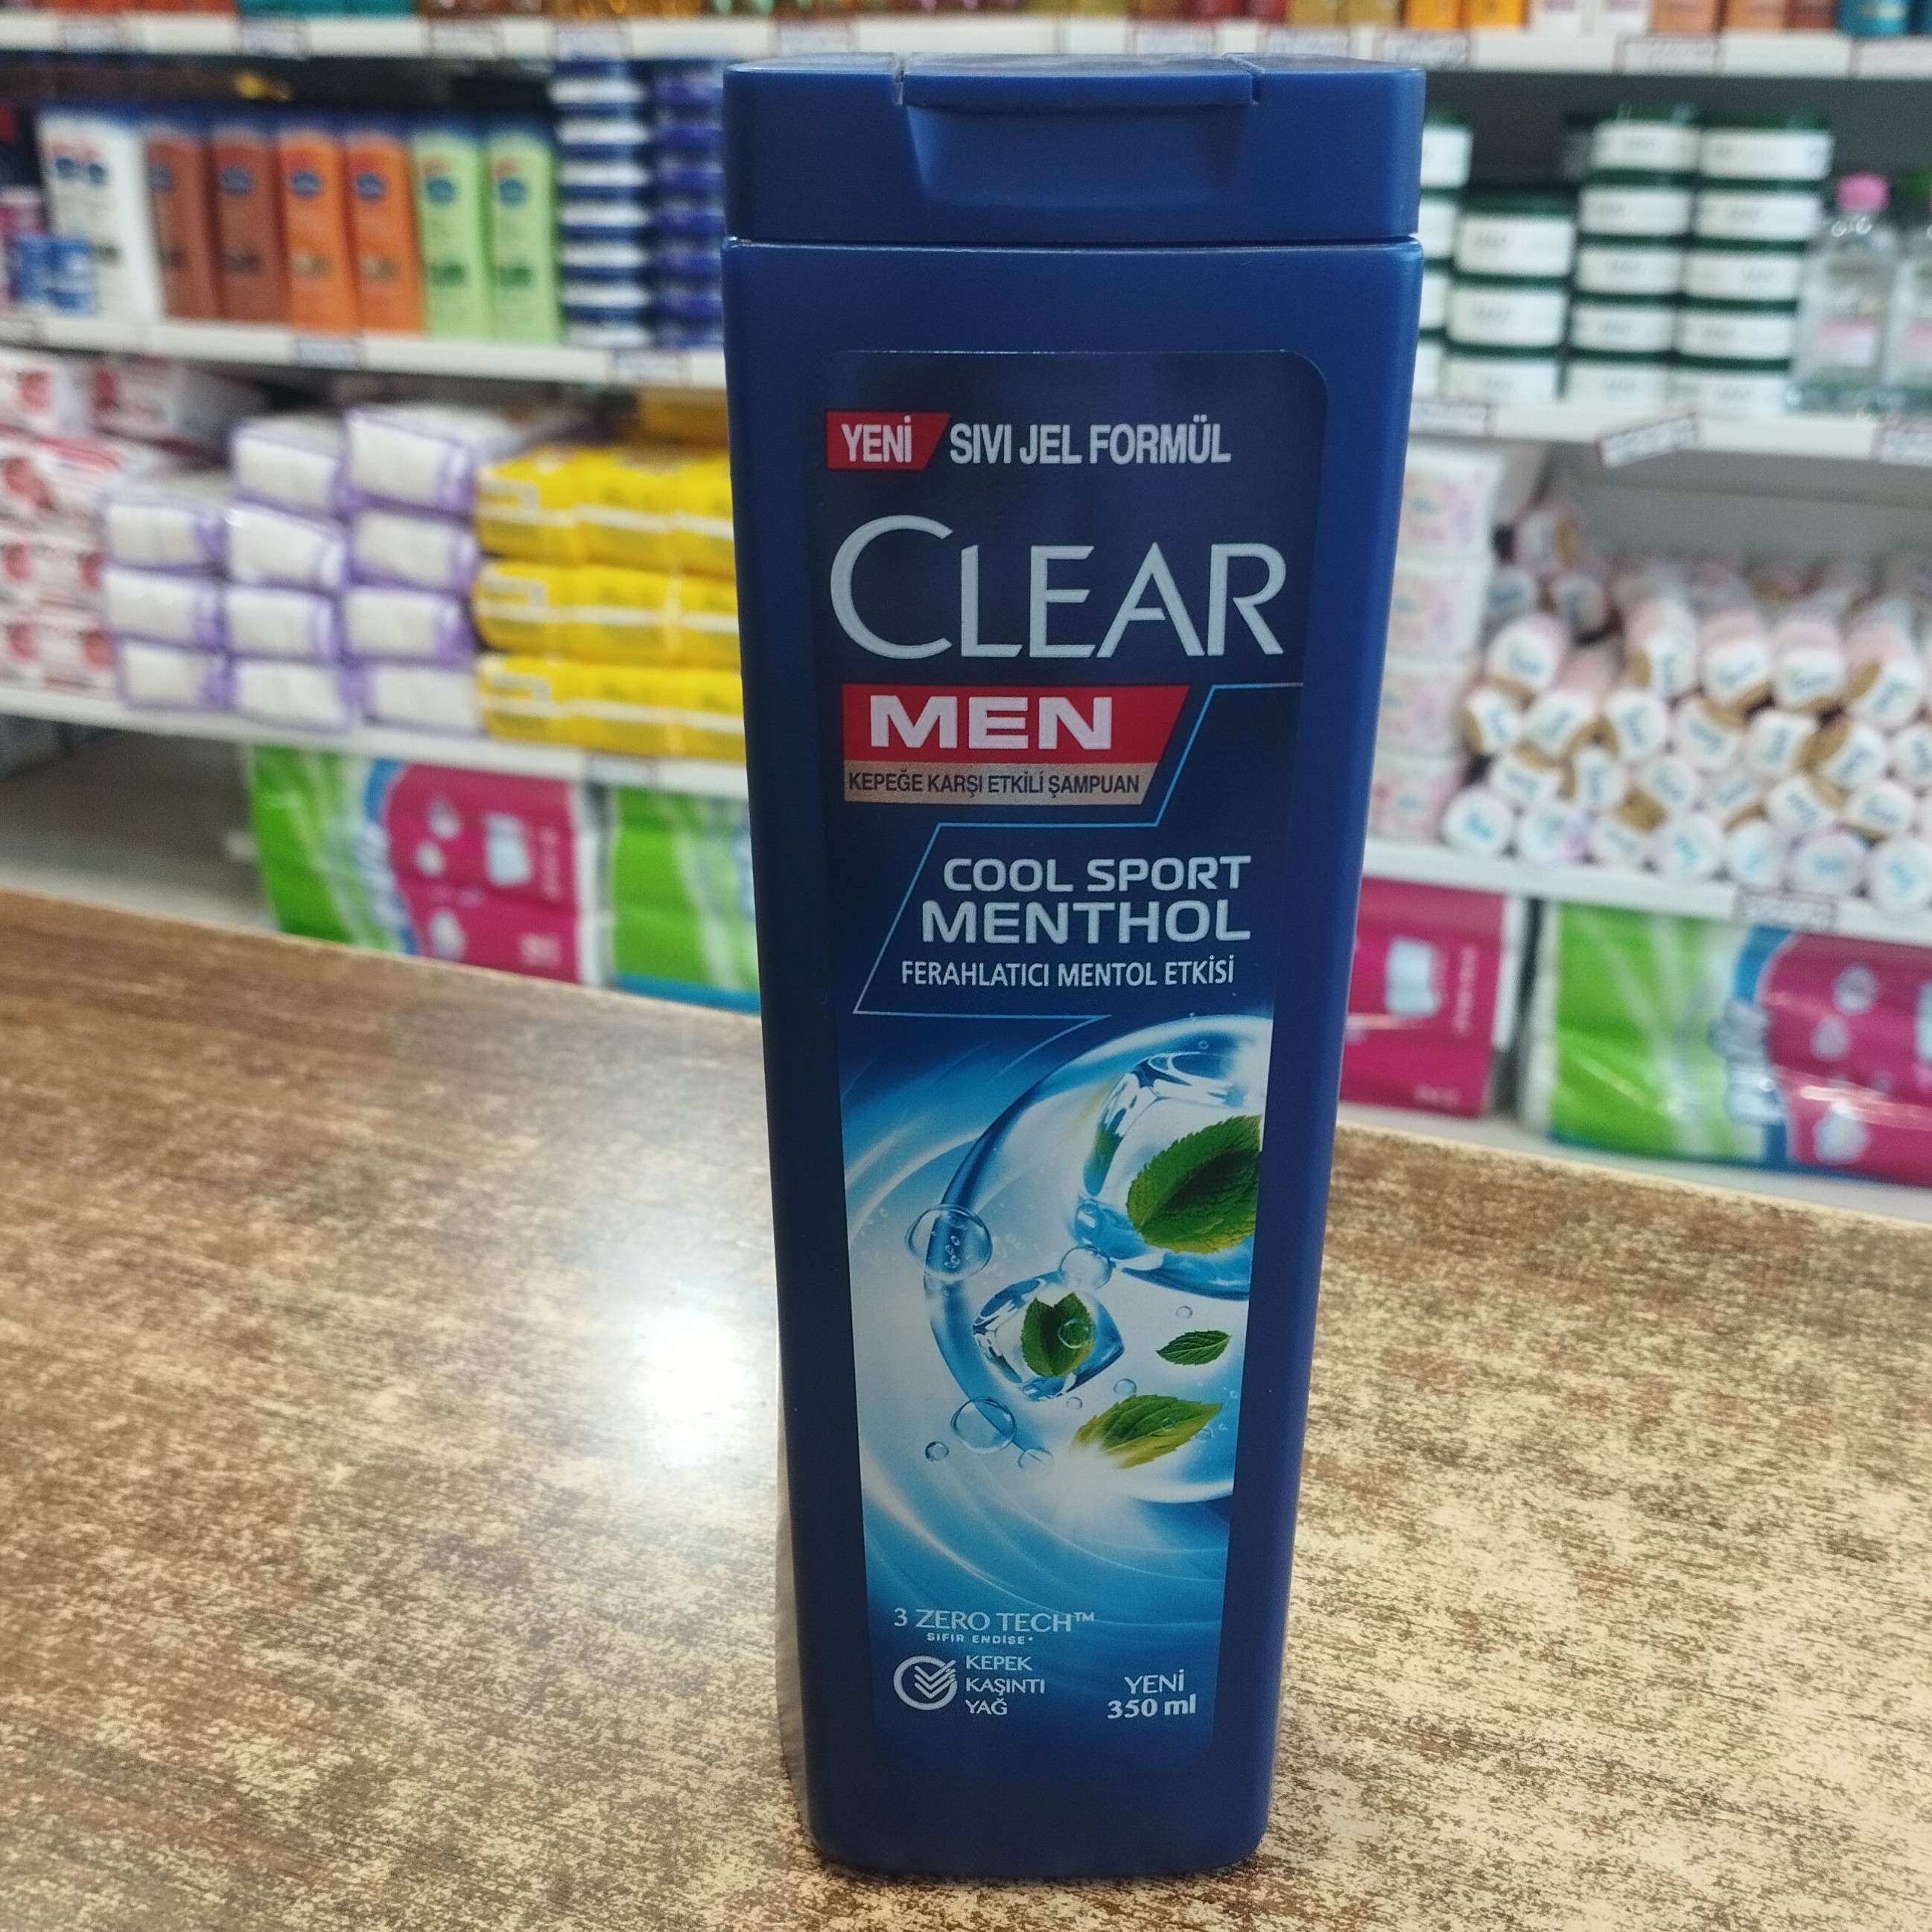 YENİ SIVI JEL FORMÜL
CLEAR
MEN
KEPEĞE KARŞI ETKİLİ ŞAMPUAN
COOL SPORT
MENTHOL
FERAHLATICI MENTOL ETKİSİ
3 ZERO TECH™
SIFIR ENDİŞE*
KEPEK
KAŞINTI
YAĞ
YENİ
350 ml